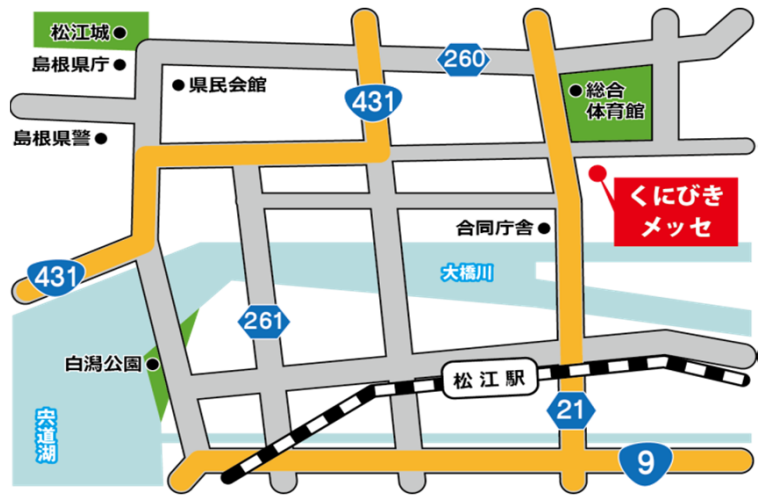 松江城
島根県庁
260
県民会館
総合
体育館
431
島根県警
くにびき
メッセ
合同庁舎
大橋川
431
261
白潟公園
松江駅
21
宍道湖
9